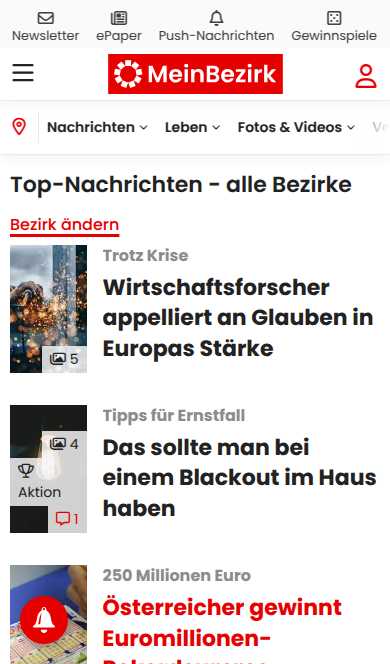 Newsletter ePaper Push-Nachrichten Gewinnspiele
MeinBezirk
Nachrichten Leben Fotos & Videos
Top-Nachrichten - alle Bezirke
Bezirk ändern
Trotz Krise
Wirtschaftsforscher
appelliert an Glauben in
Europas Stärke
5
Tipps für Ernstfall
Das sollte man bei
einem Blackout im Haus
haben
4
Aktion
1
250 Millionen Euro
Österreicher gewinnt
Euromillionen-